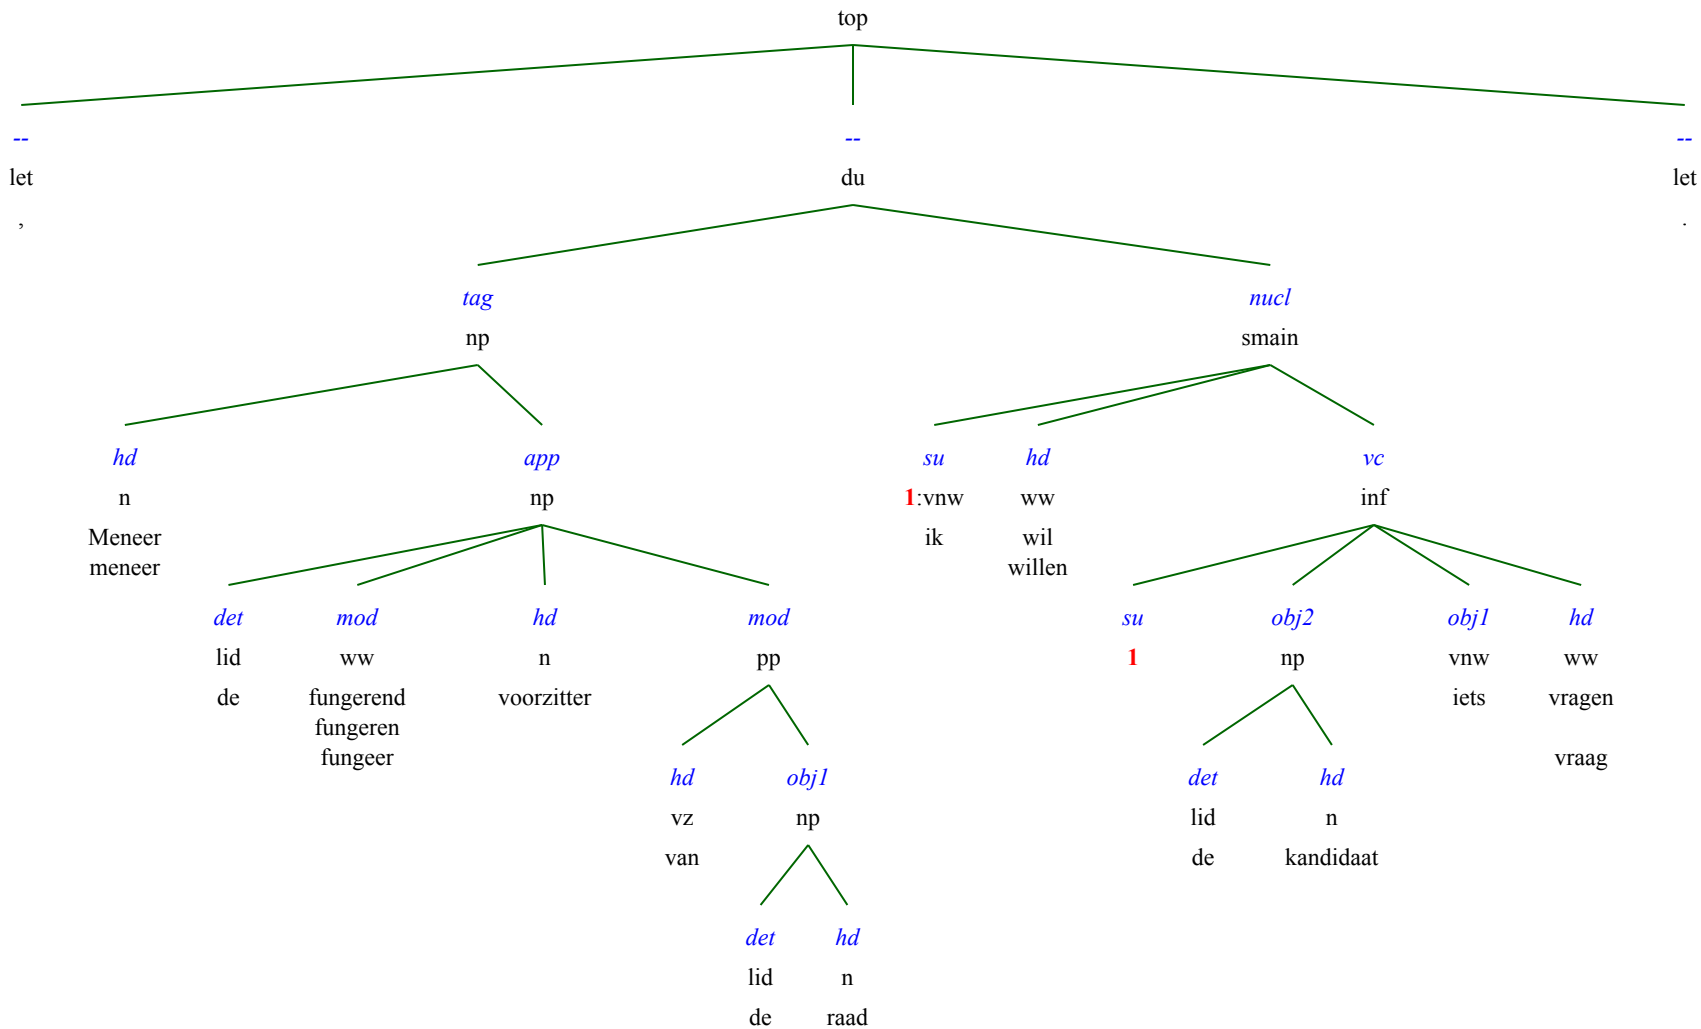 top
-- -- --
let du let
, .
tag nucl
np smain
hd app su hd vc
n np 1:vnw ww inf
Meneer ik wil
meneer willen
det mod hd mod su obj2 obj1 hd
lid ww n pp 1 np vnw ww
de fungerend voorzitter iets vragen
fungeren
fungeer vraag
hd obj1 det hd
vz np lid n
van de kandidaat
det hd
lid n
de raad